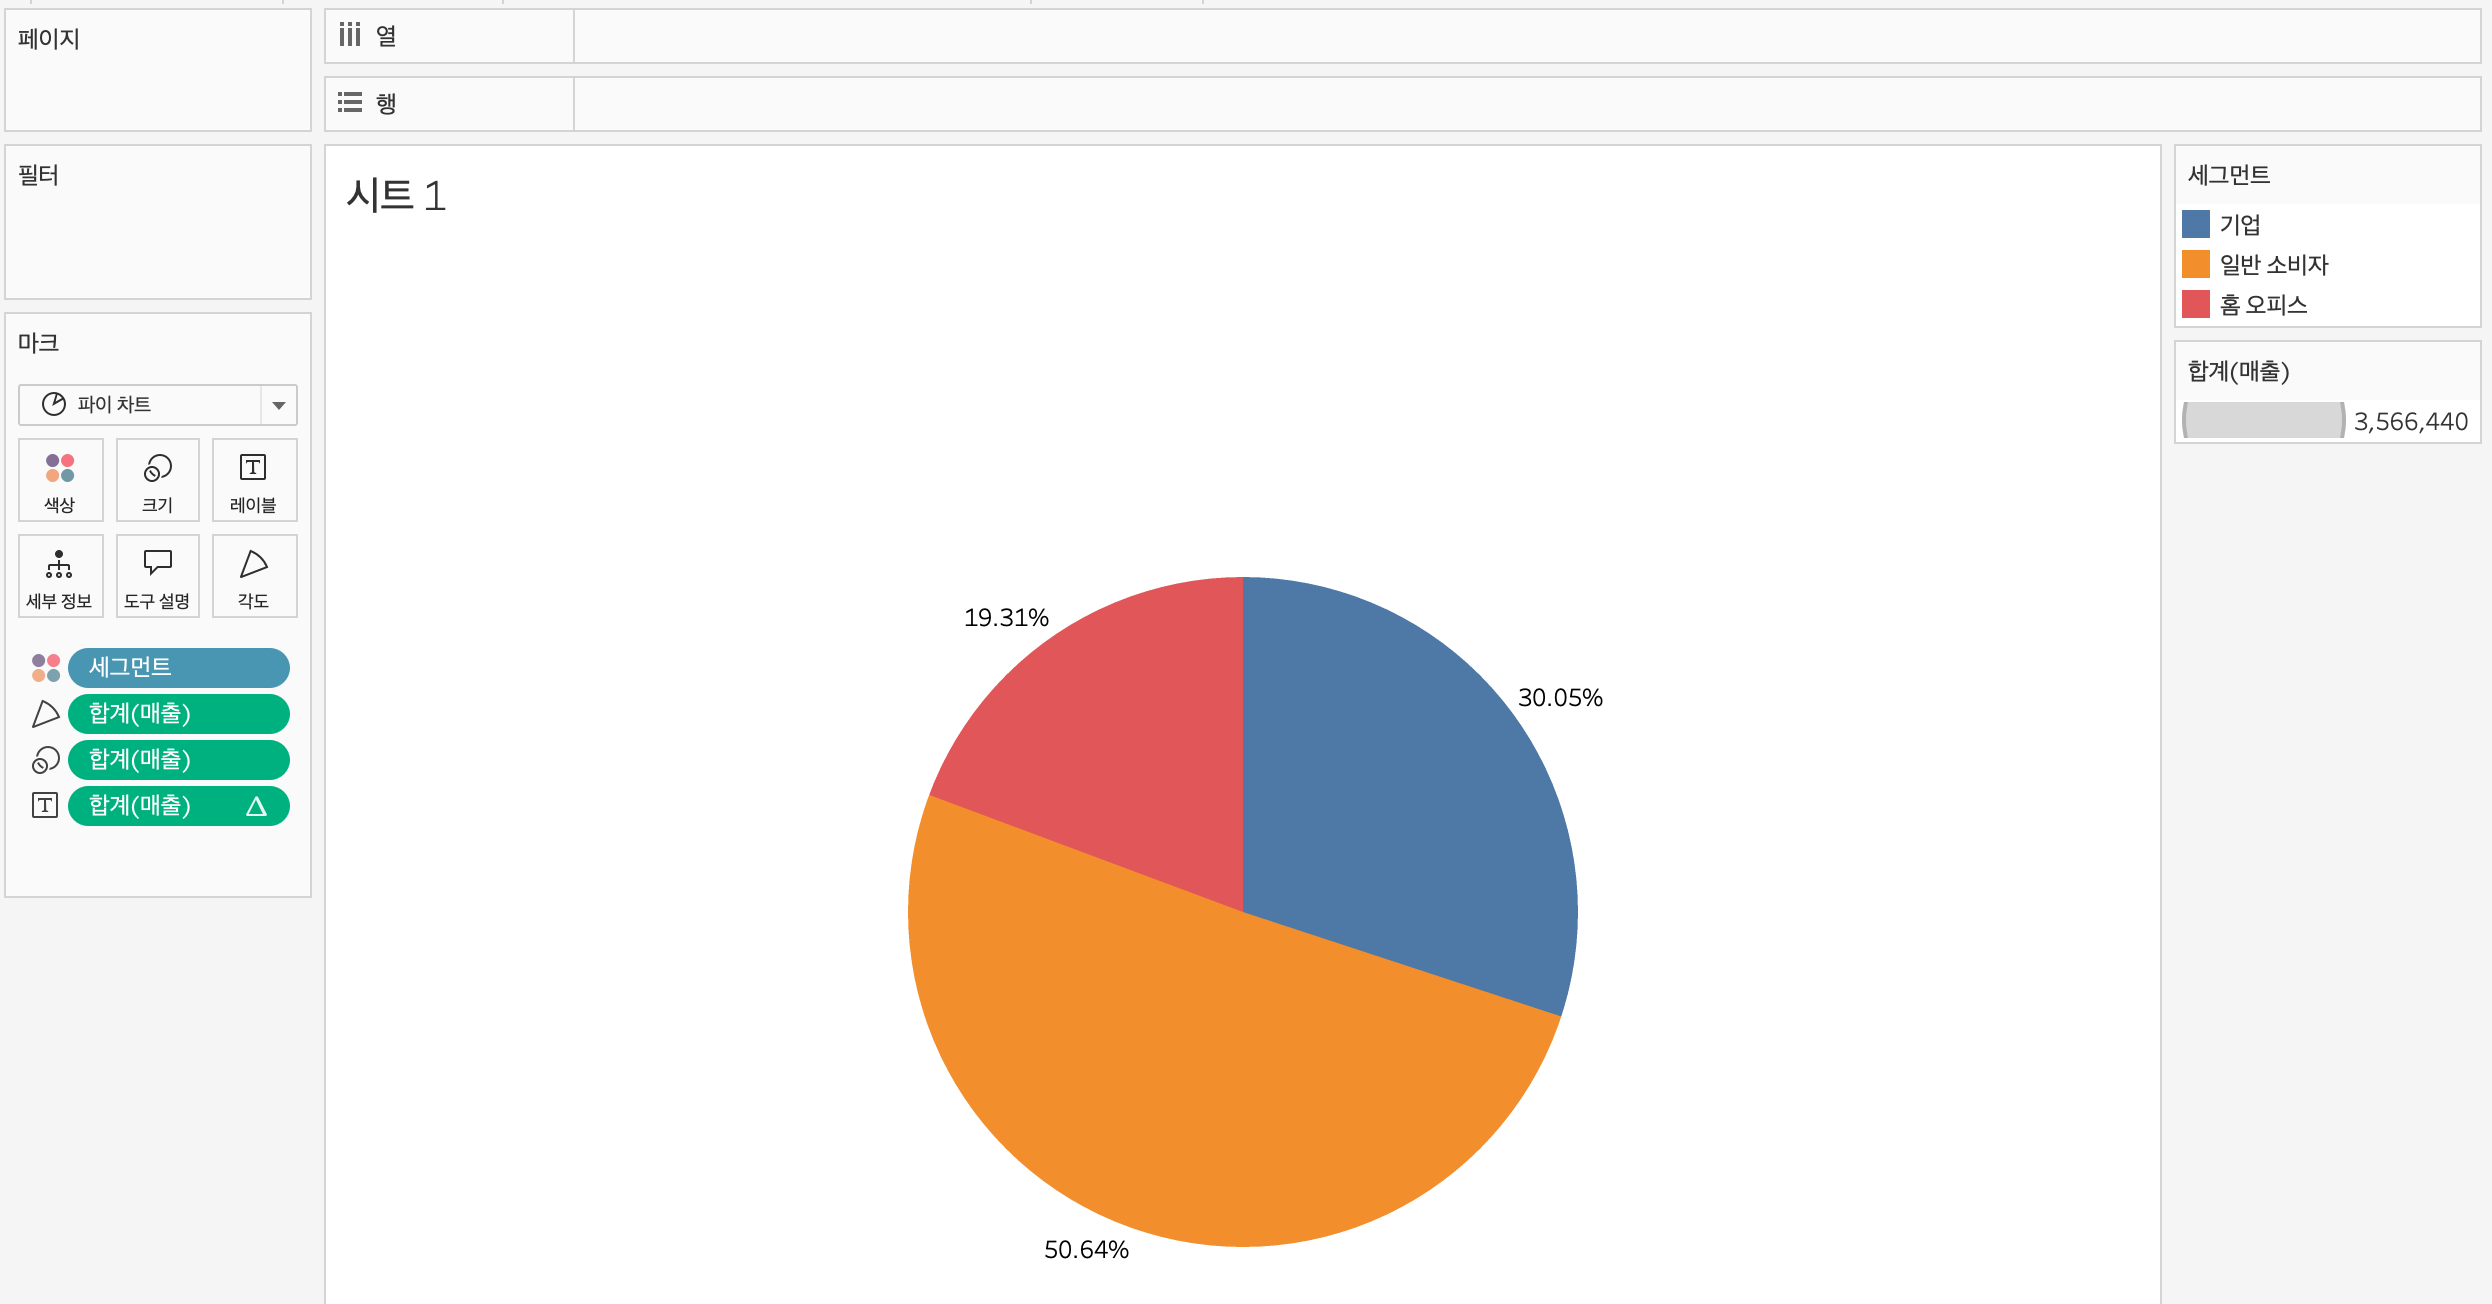 페이지
열
행
필터
마크
파이 차트
색상
크기
레이블
세부 정보
도구 설명
각도
세그먼트
합계(매출)
합계(매출)
합계(매출)
시트 1
19.31%
30.05%
50.64%
세그먼트
기업
일반 소비자
홈 오피스
합계(매출)
3,566,440